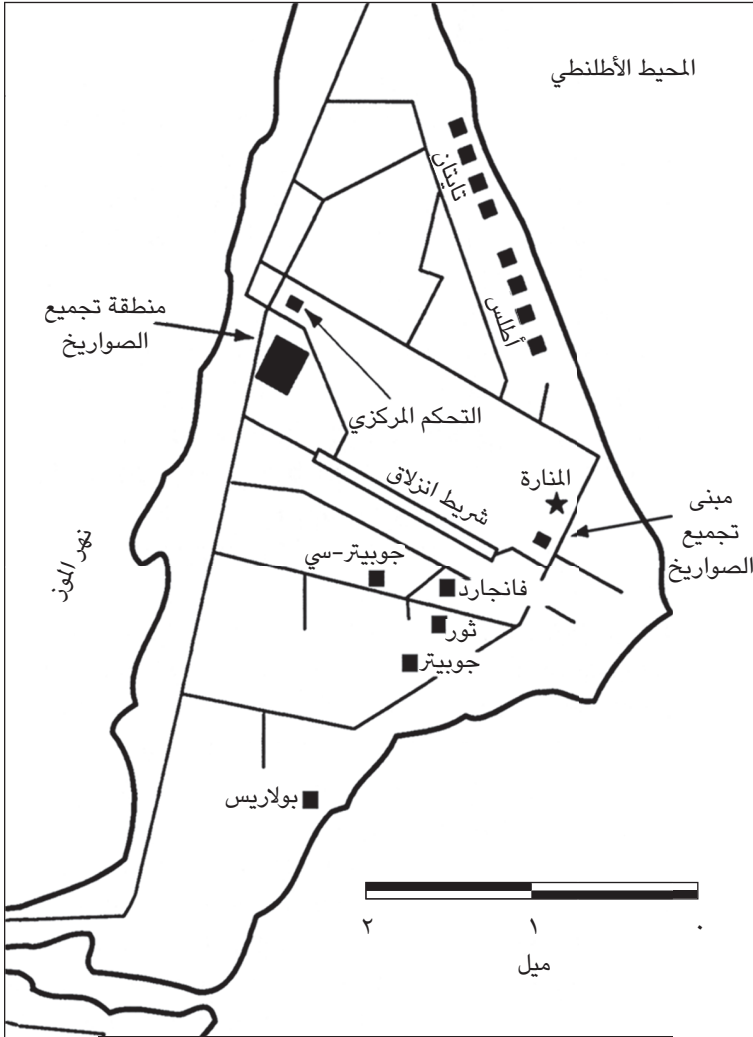 المحيط الأطلنطي
تايتان
أطلس
منطقة تجميع
الصواريخ
التحكم المركزي
المنارة
شريط انزلاق
مبنى
تجميع
الصواريخ
نهر الموز
جوبيتر-سي
فانجارد
ثور
جوبيتر
بولاريس
٢ ١ ٠
ميل